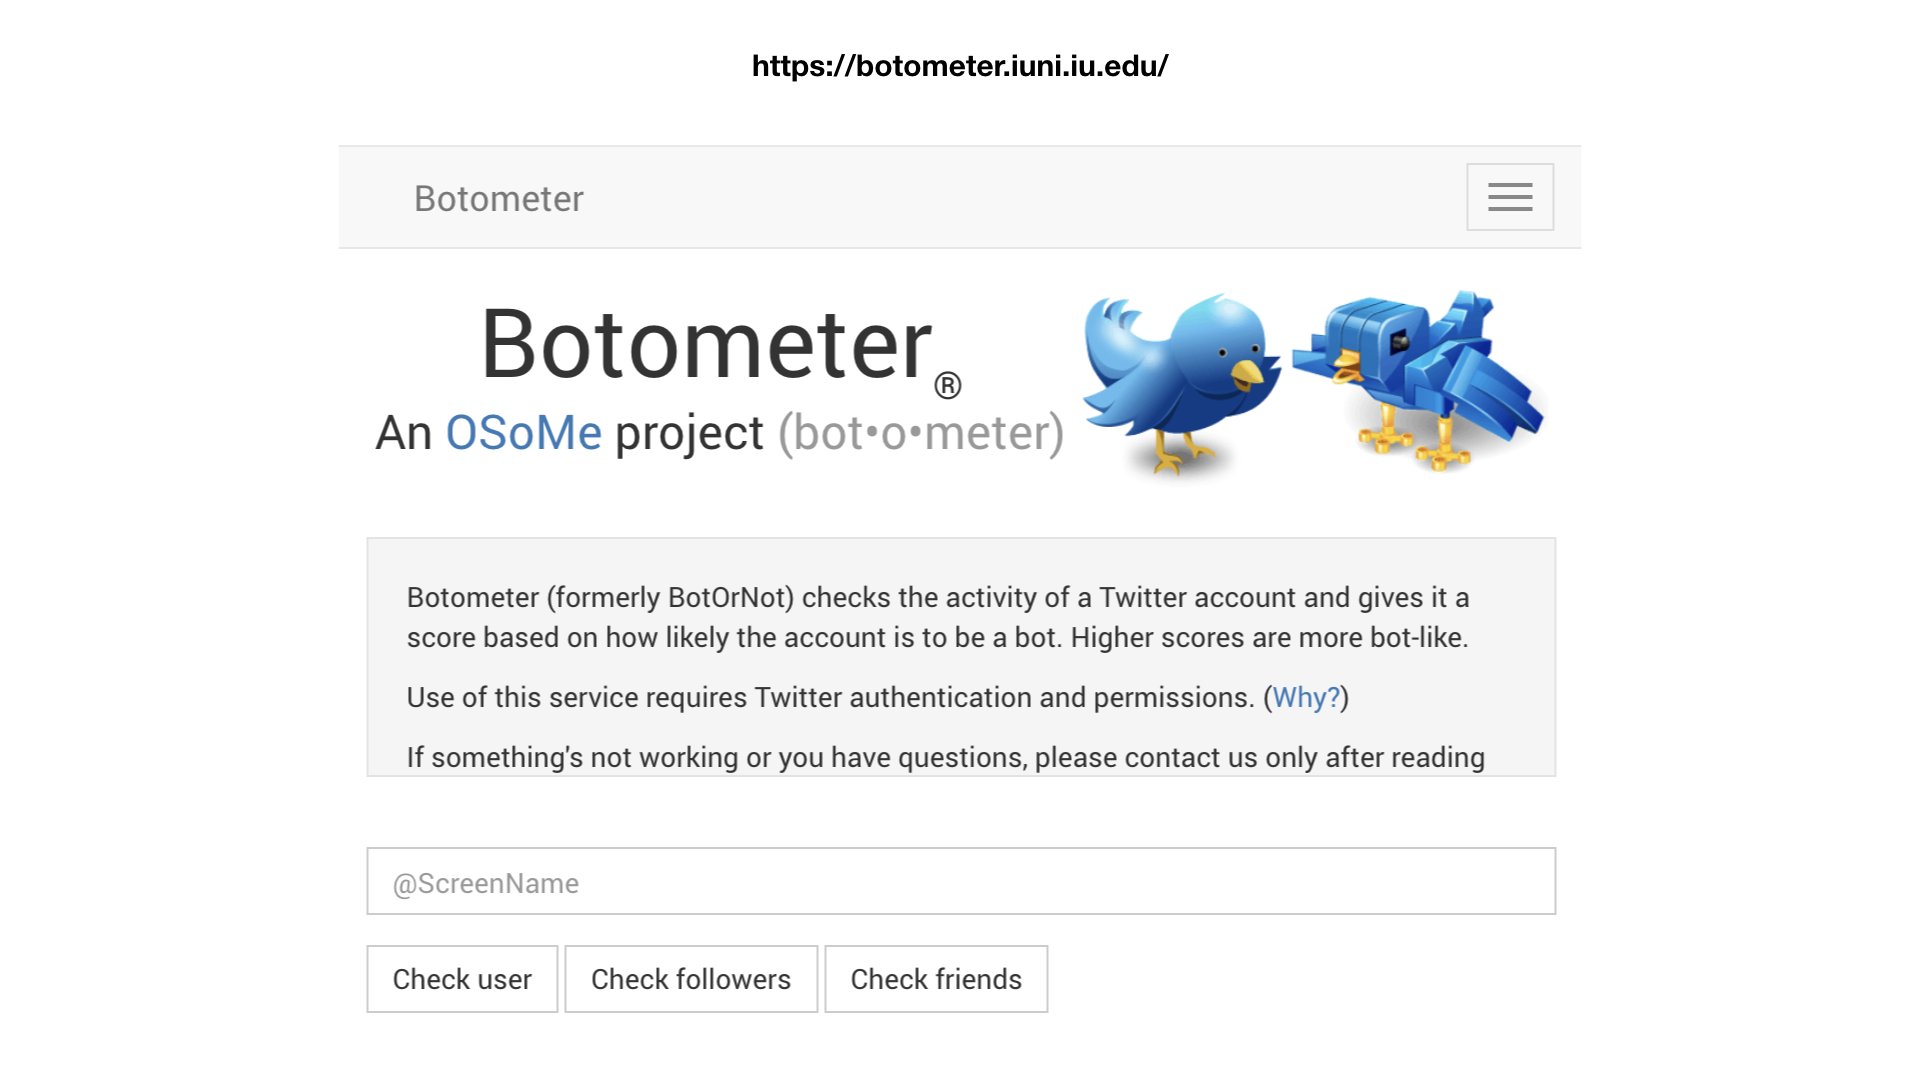 https://botometer.iuni.iu.edu/
Botometer
Botometer®
An OSoMe project (bot•o•meter)
Botometer (formerly BotOrNot) checks the activity of a Twitter account and gives it a
score based on how likely the account is to be a bot. Higher scores are more bot-like.
Use of this service requires Twitter authentication and permissions. (Why?)
If something's not working or you have questions, please contact us only after reading
@ScreenName
Check user Check followers Check friends